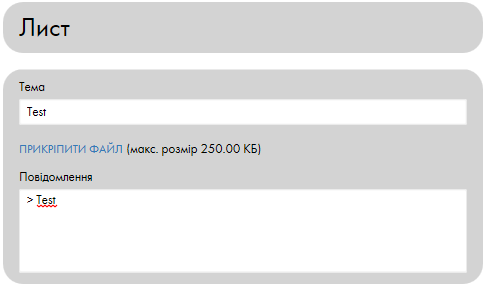 Лист
Тема
Test
ПРИКРІПИТИ ФАЙЛ (макс. розмір 250.00 КБ)
Повідомлення
> Test